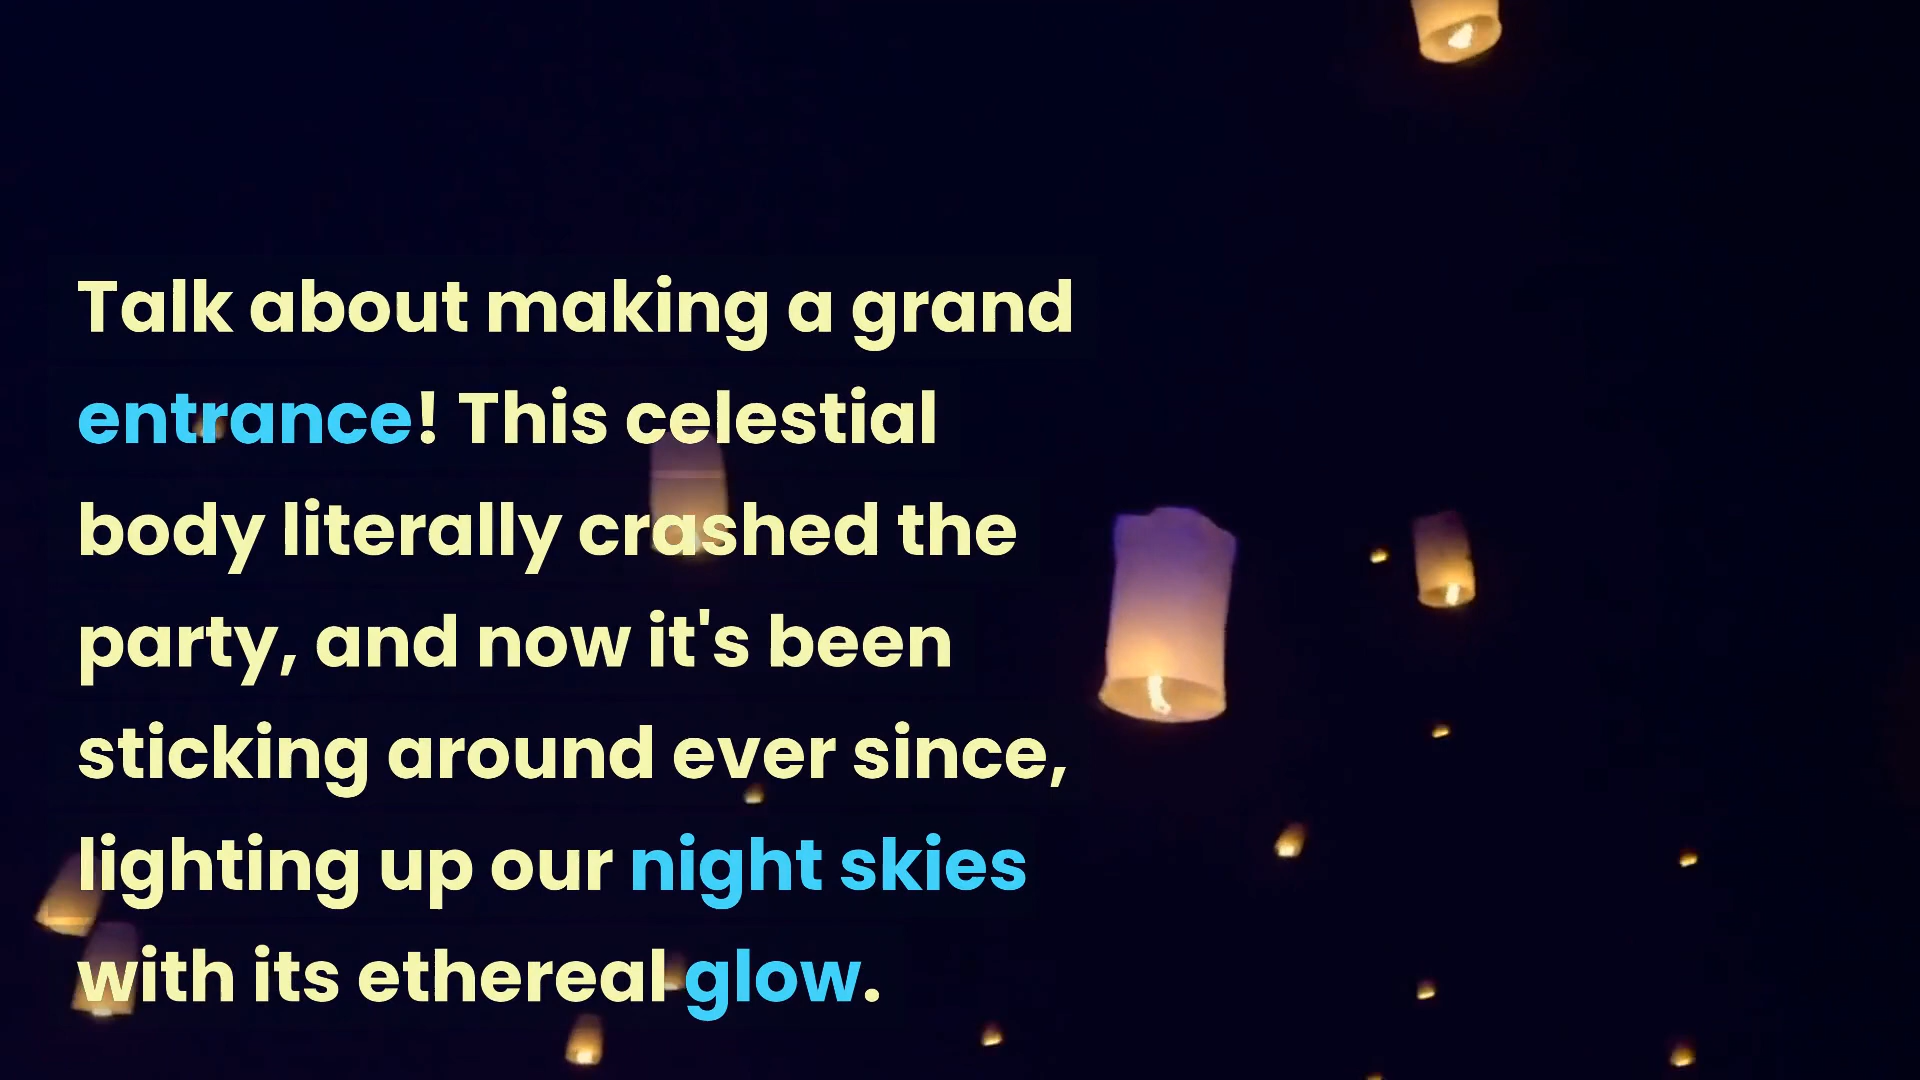 Talk about making a grand
entrance! This celestial
body literally crashed the
party, and now it's been
sticking around ever since,
lighting up our night skies
with its ethereal glow.